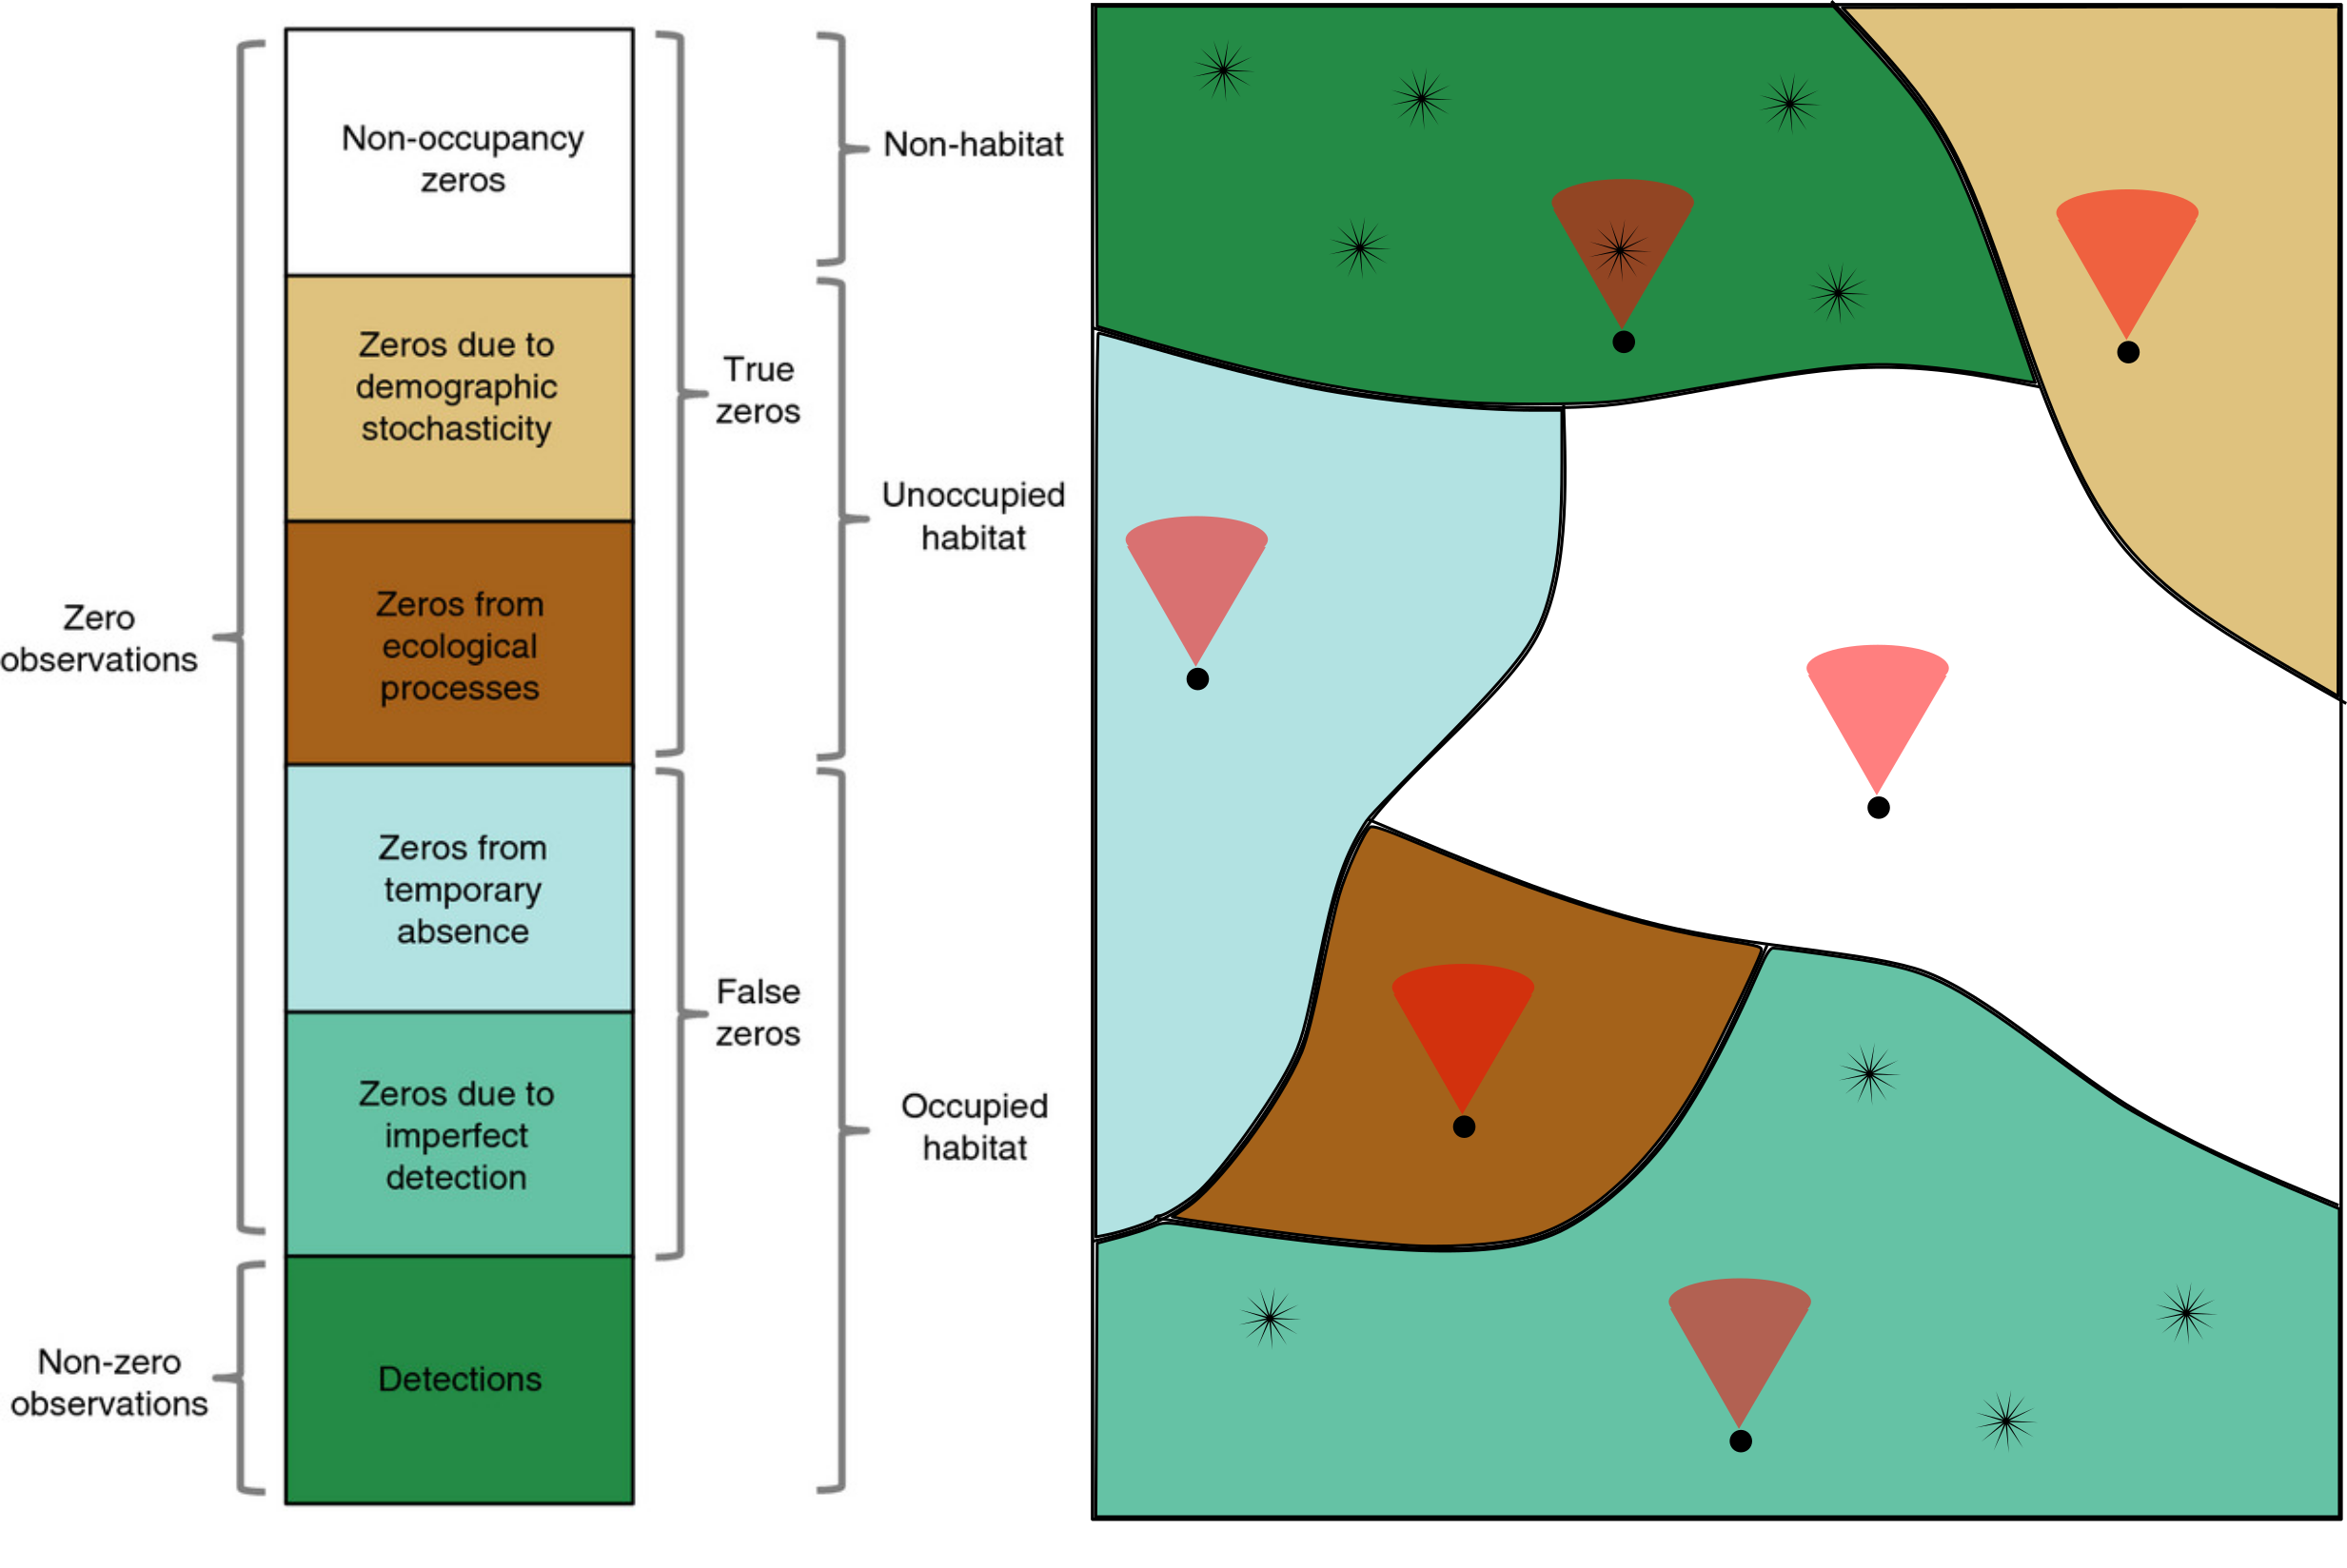 Non-occupancy
zeros
Zeros due to
demographic
stochasticity
Zeros from
ecological
processes
Zeros from
temporary
absence
Zeros due to
imperfect
detection
Detections
Zero
observations
Non-zero
observations
True
zeros
False
zeros
Non-habitat
Unoccupied
habitat
Occupied
habitat